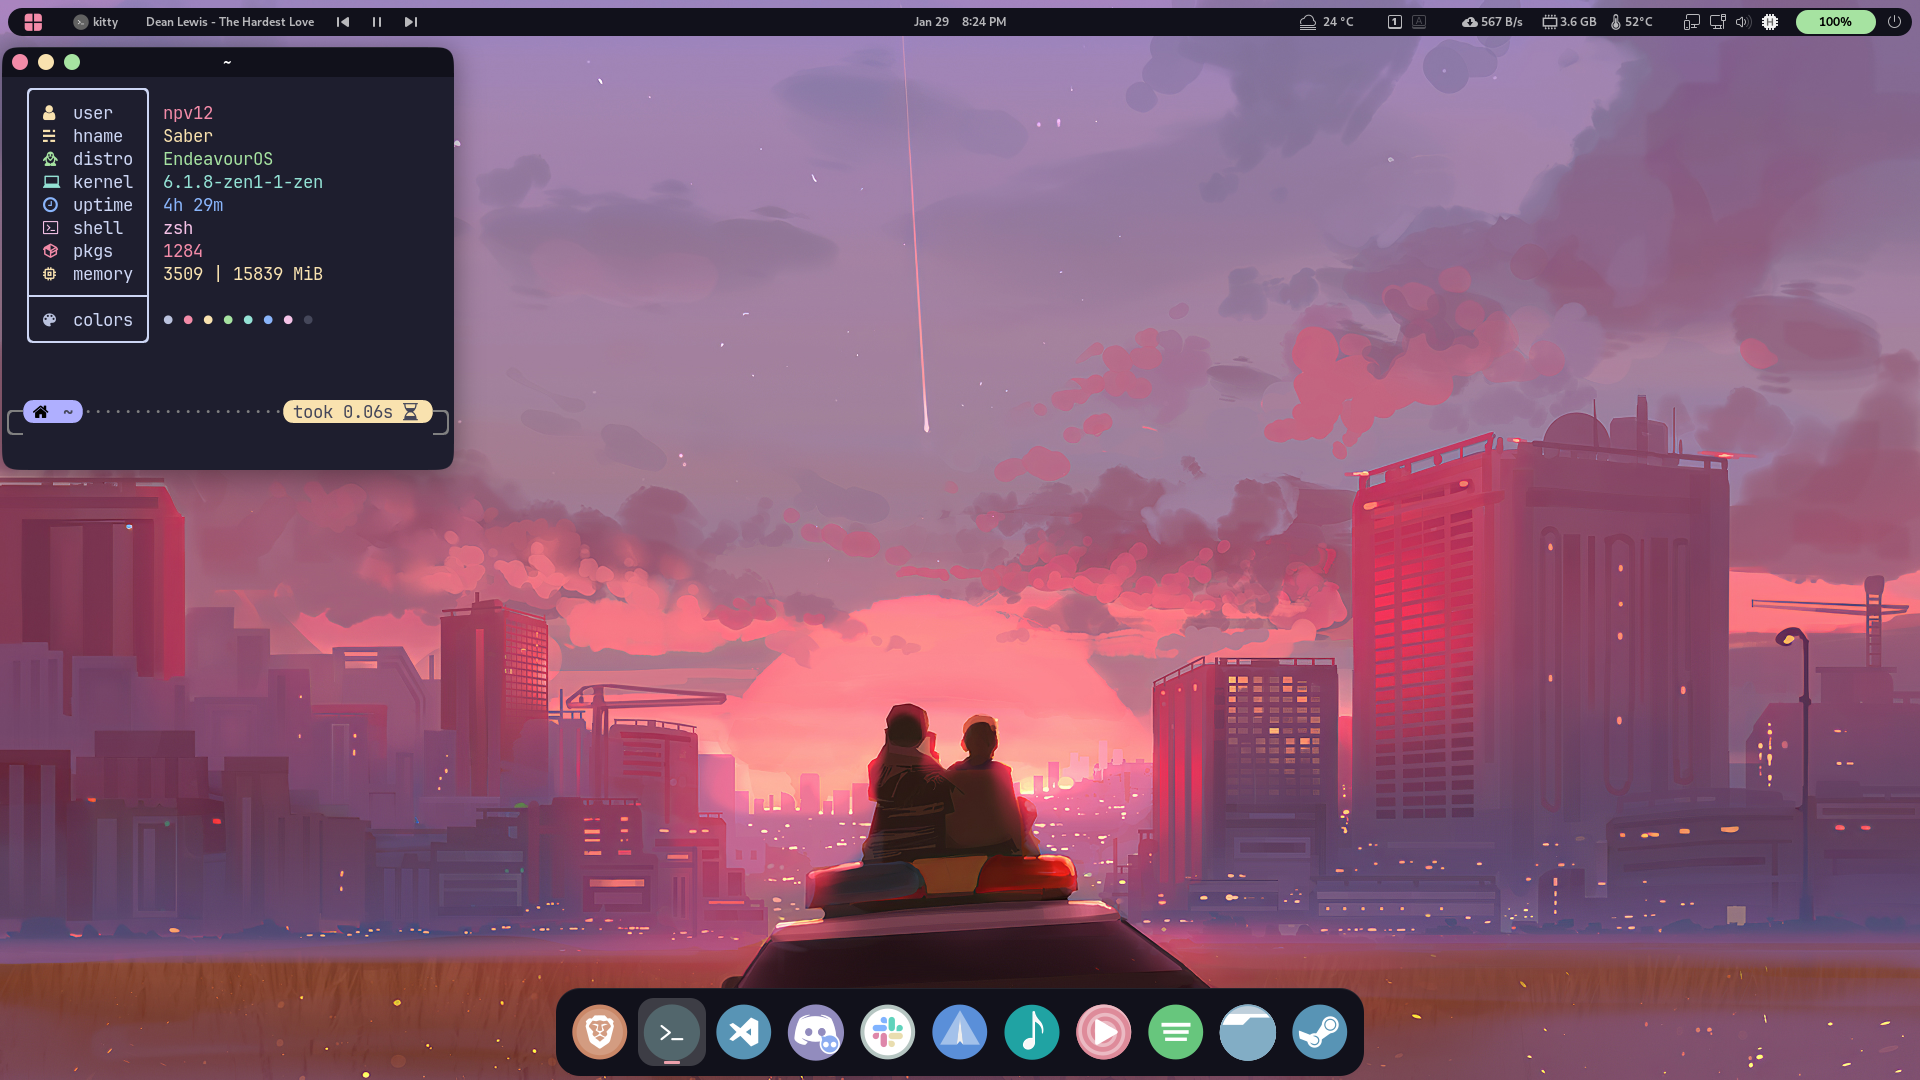 kitty
Dean Lewis - The Hardest Love
Jan 29 8:24 PM
24 °C
1
A
567 B/s
3.6 GB
52°C
100%
~
user npv12
hname Saber
distro EndeavourOS
kernel 6.1.8-zen1-1-zen
uptime 4h 29m
shell zsh
pkgs 1284
memory 3509 | 15839 MiB
colors
~ took 0.06s